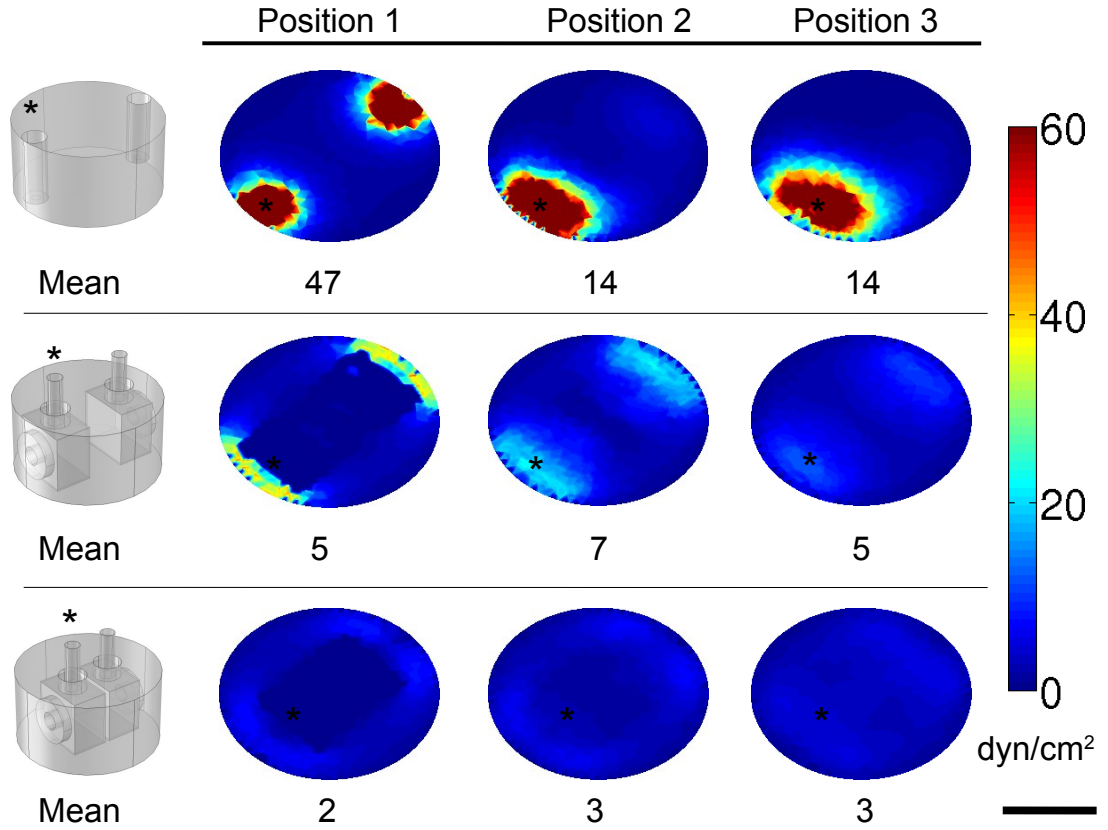 Position 1 Position 2 Position 3
*
* * *
Mean 47 14 14
*
* * *
Mean 5 7 5
*
* * *
Mean 2 3 3
60
40
20
0
dyn/cm²